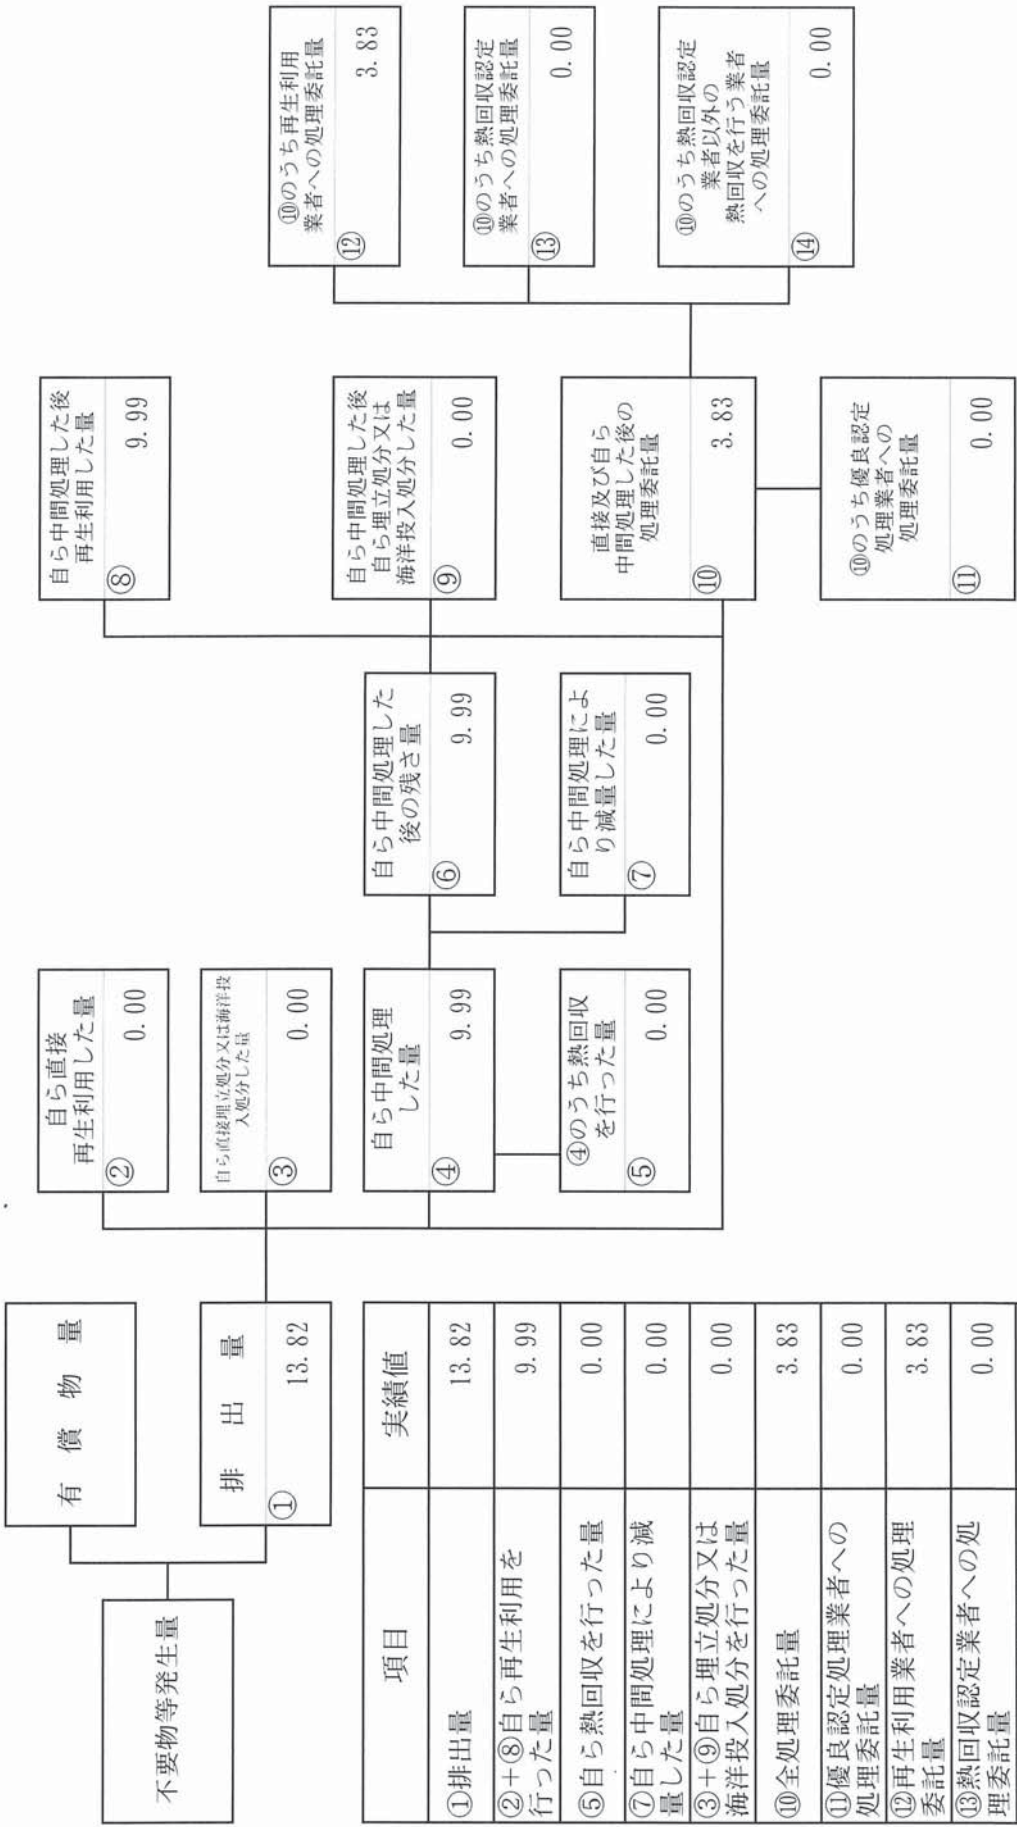 不要物等発生量
有償物量
排出量
①
13.82
自ら直接
再生利用した量
②
0.00
自ら直接埋立処分又は海洋投
入処分した量
③
0.00
自ら中間処理
した量
④
9.99
④のうち熱回収
を行った量
⑤
0.00
自ら中間処理した
後の残さ量
⑥
9.99
自ら中間処理によ
り減量した量
⑦
0.00
自ら中間処理した後
再生利用した量
⑧
9.99
自ら中間処理した後
自ら埋立処分又は
海洋投入処分した量
⑨
0.00
直接及び自ら
中間処理した後の
処理委託量
⑩
3.83
⑩のうち優良認定
処理業者への
処理委託量
⑪
0.00
⑩のうち再生利用
業者への処理委託量
⑫
3.83
⑩のうち熱回収認定
業者への処理委託量
⑬
0.00
⑩のうち熱回収認定
業者以外の
熱回収を行う業者
への処理委託量
⑭
0.00
項目 実績値
①排出量 13.82
②+⑧自ら再生利用を
行った量 9.99
⑤自ら熱回収を行った量 0.00
⑦自ら中間処理により減
量した量 0.00
③+⑨自ら埋立処分又は
海洋投入処分を行った量 0.00
⑩全処理委託量 3.83
⑪優良認定処理業者への
処理委託量 0.00
⑫再生利用業者への処理
委託量 3.83
⑬熱回収認定業者への処
理委託量 0.00